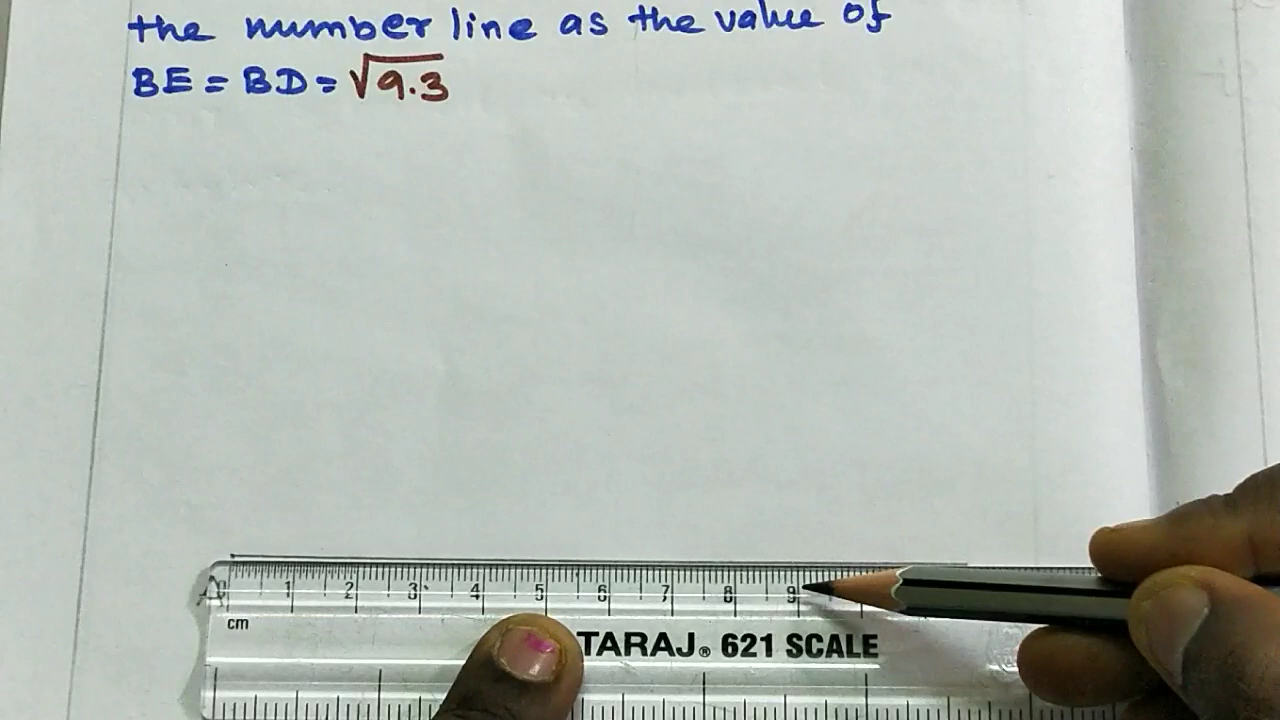 the number line as the value of
BE = BD = √9.3
A 0 1 2 3 4 5 6 7 8 9
cm
TARAJ® 621 SCALE